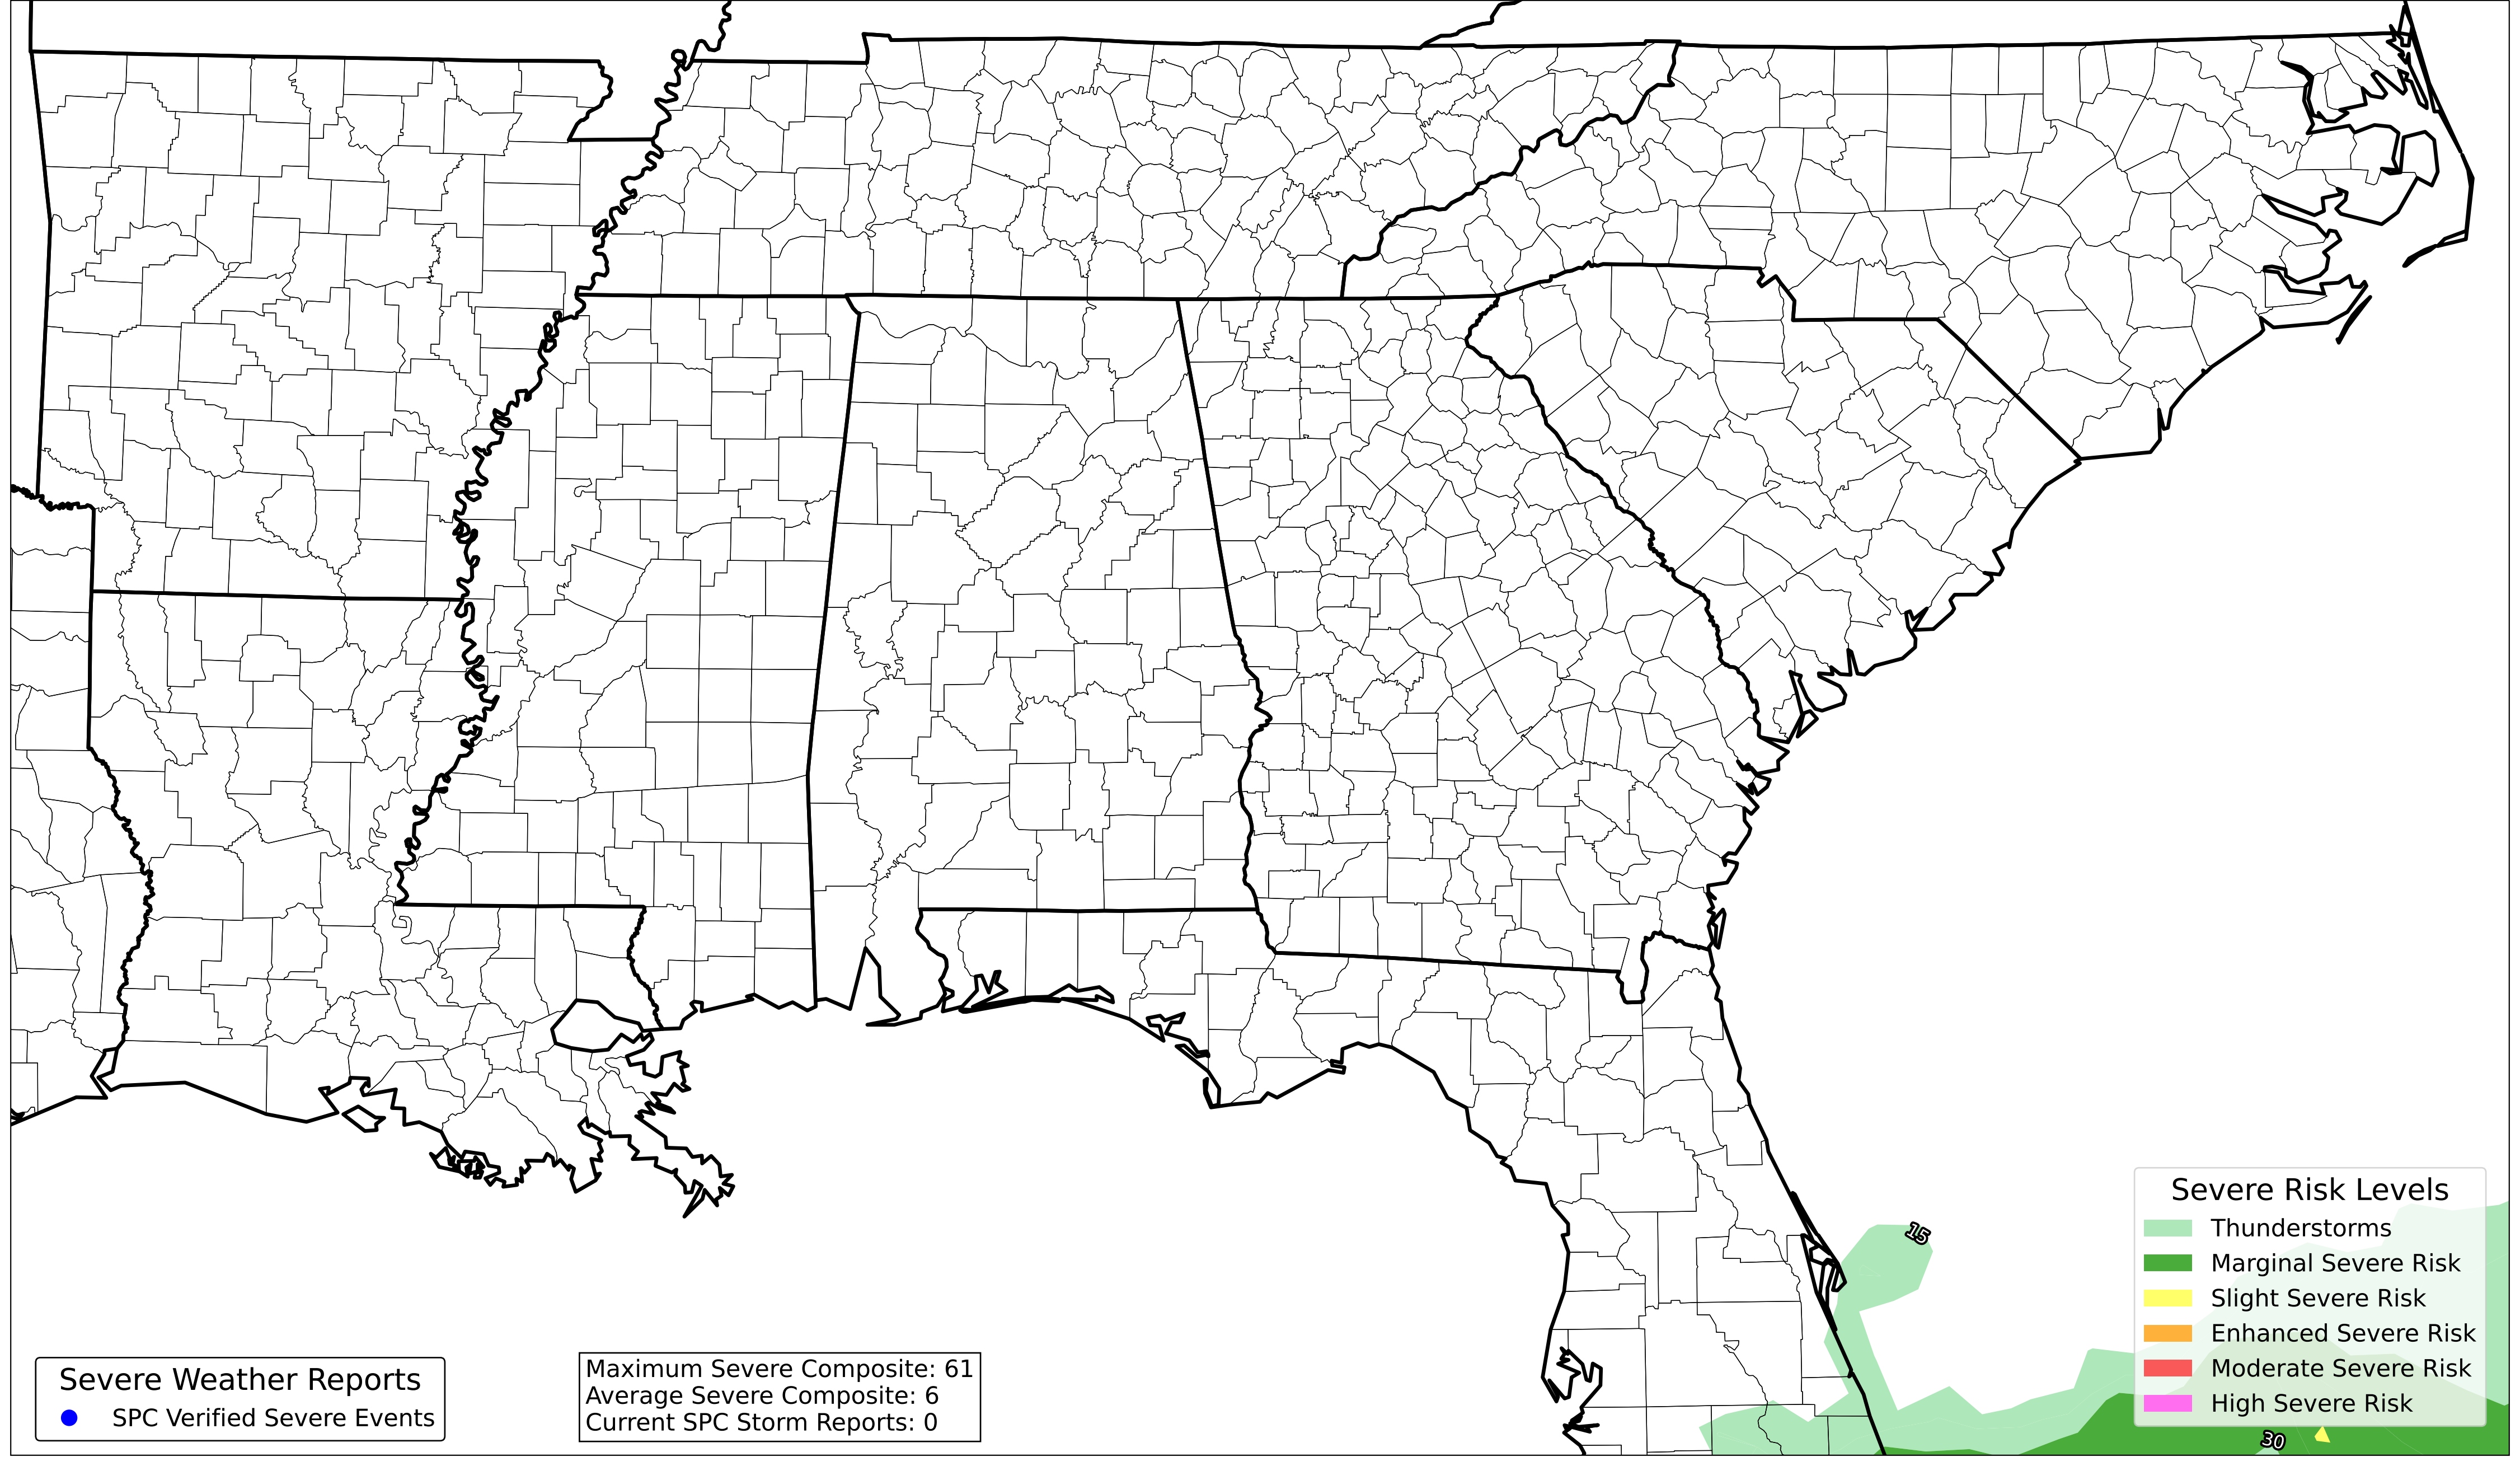 15
Severe Risk Levels
Thunderstorms
Marginal Severe Risk
Slight Severe Risk
Enhanced Severe Risk
Moderate Severe Risk
High Severe Risk
Severe Weather Reports
SPC Verified Severe Events
Maximum Severe Composite: 61
Average Severe Composite: 6
Current SPC Storm Reports: 0
30